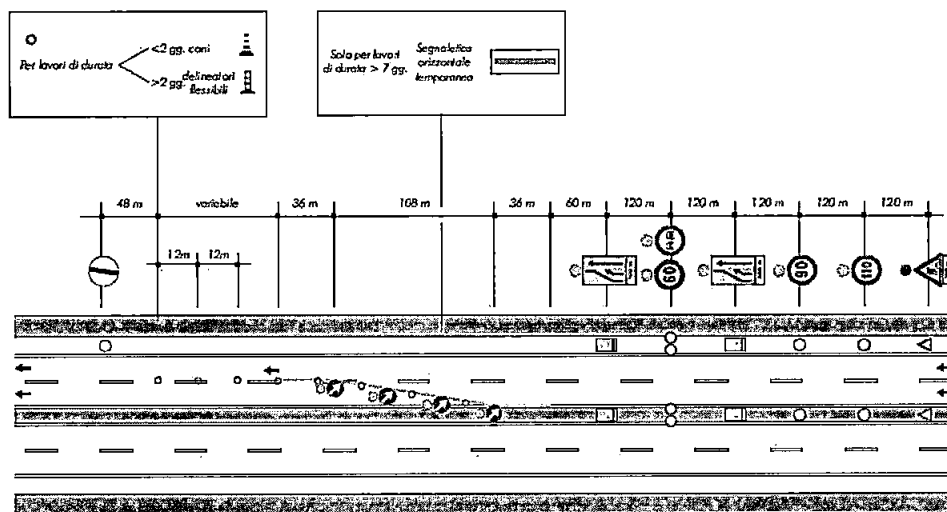 Per lavori di durata
<2 gg. coni
>2 gg. delineatori
flessibili
Solo per lavori
di durata > 7 gg.
Segnaletica
orizzontale
temporanea
48 m
variabile
36 m
108 m
36 m
60 m
120 m
120 m
120 m
120 m
120 m
12m
12m
60
90
110